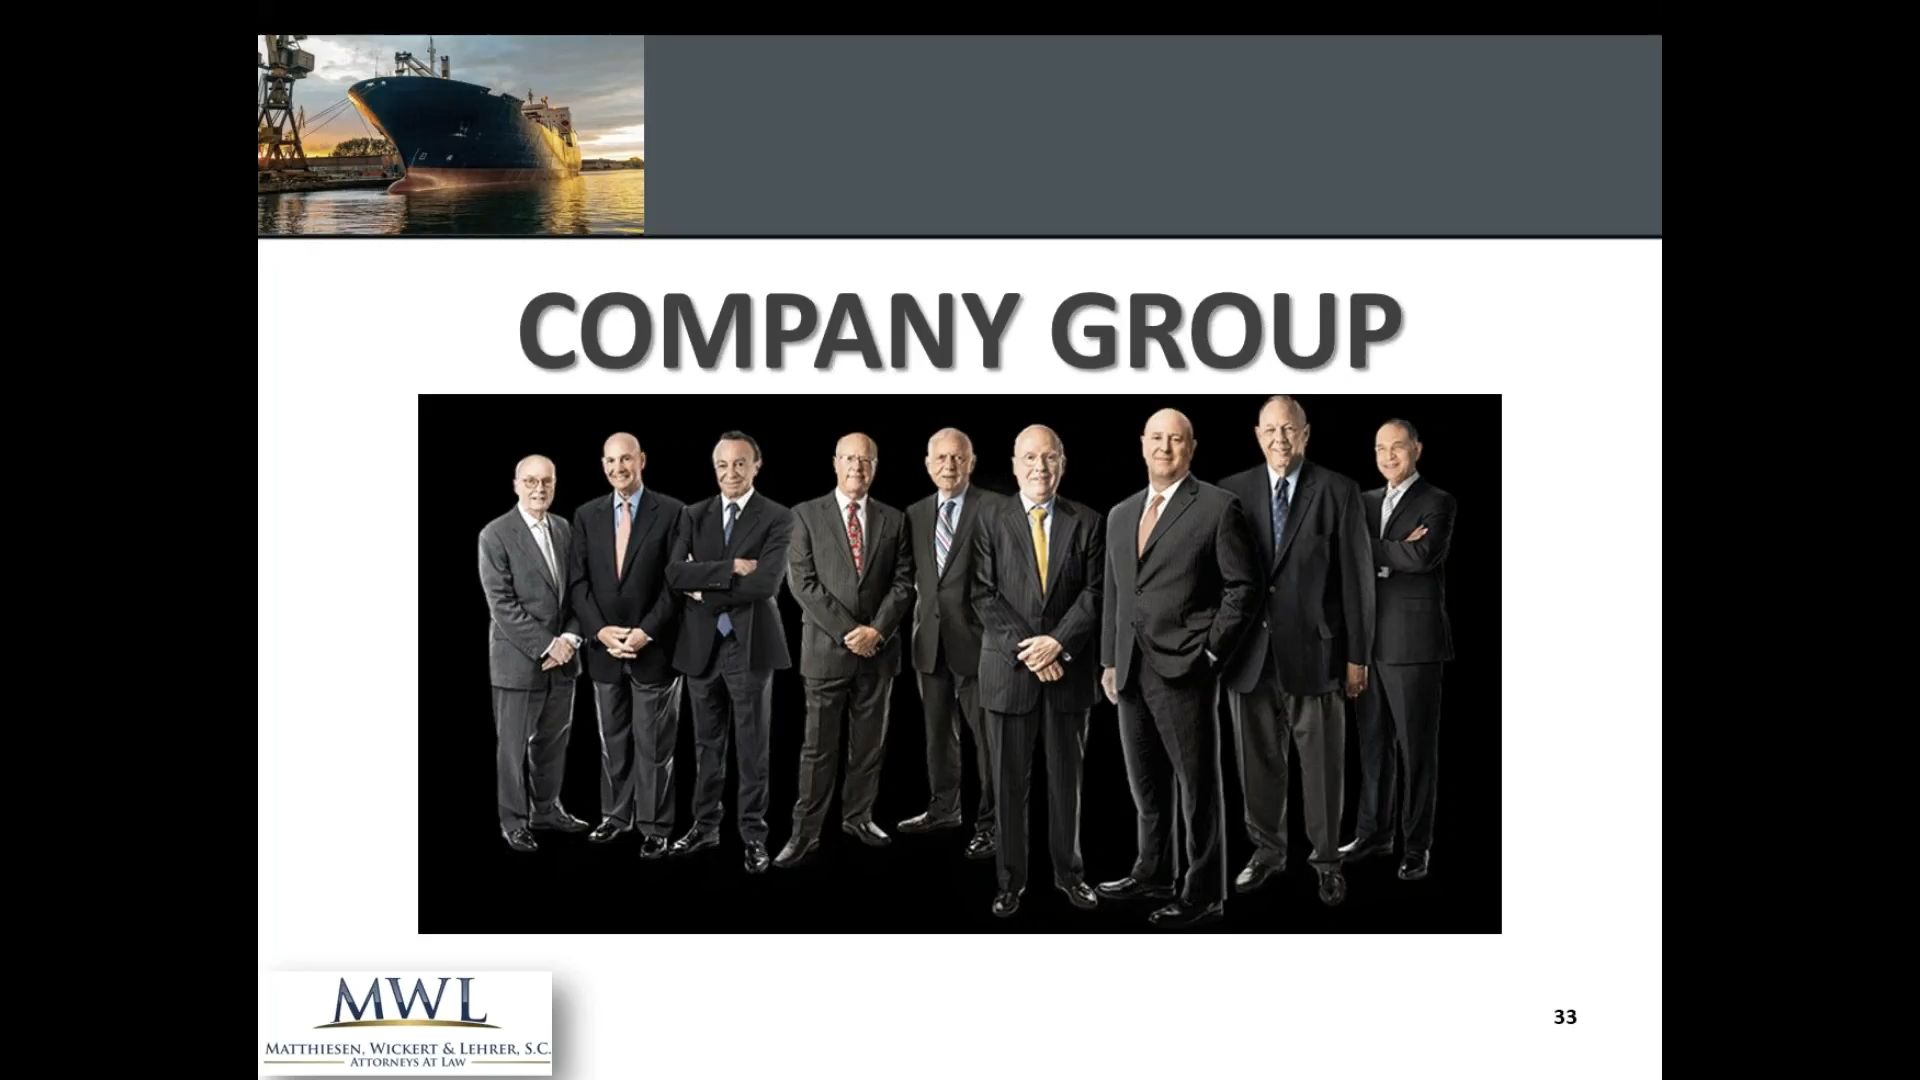 COMPANY GROUP
MWL
MATTHIESEN, WICKERT & LEHRER, S.C.
ATTORNEYS AT LAW
33